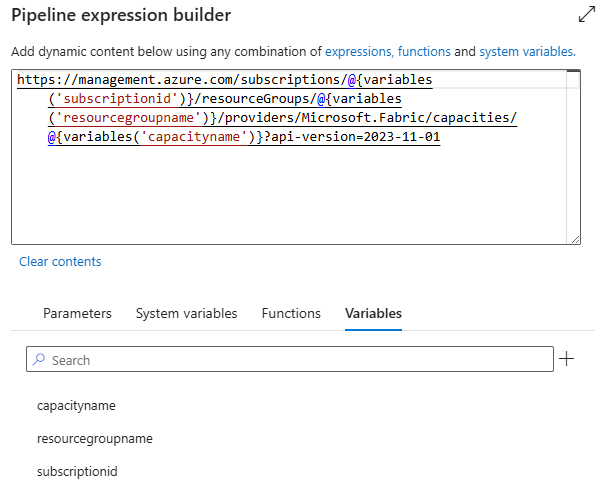 Pipeline expression builder
Add dynamic content below using any combination of expressions, functions and system variables.
https://management.azure.com/subscriptions/@{variables
('subscriptionid')}/resourceGroups/@{variables
('resourcegroupname')}/providers/Microsoft.Fabric/capacities/
@{variables('capacityname')}?api-version=2023-11-01
Clear contents
Parameters System variables Functions Variables
Search
capacityname
resourcegroupname
subscriptionid